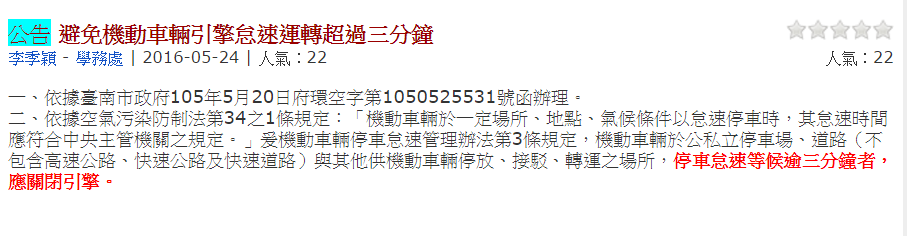 公告 避免機動車輛引擎怠速運轉超過三分鐘
李季穎 - 學務處 | 2016-05-24 | 人氣：22 人氣：22
一、依據臺南市政府105年5月20日府環空字第1050525531號函辦理。
二、依據空氣污染防制法第34之1條規定：「機動車輛於一定場所、地點、氣候條件以怠速停車時，其怠速時間
應符合中央主管機關之規定。」爰機動車輛停車怠速管理辦法第3條規定，機動車輛於公私立停車場、道路（不
包含高速公路、快速公路及快速道路）與其他供機動車輛停放、接駁、轉運之場所，停車怠速等候逾三分鐘者，
應關閉引擎。